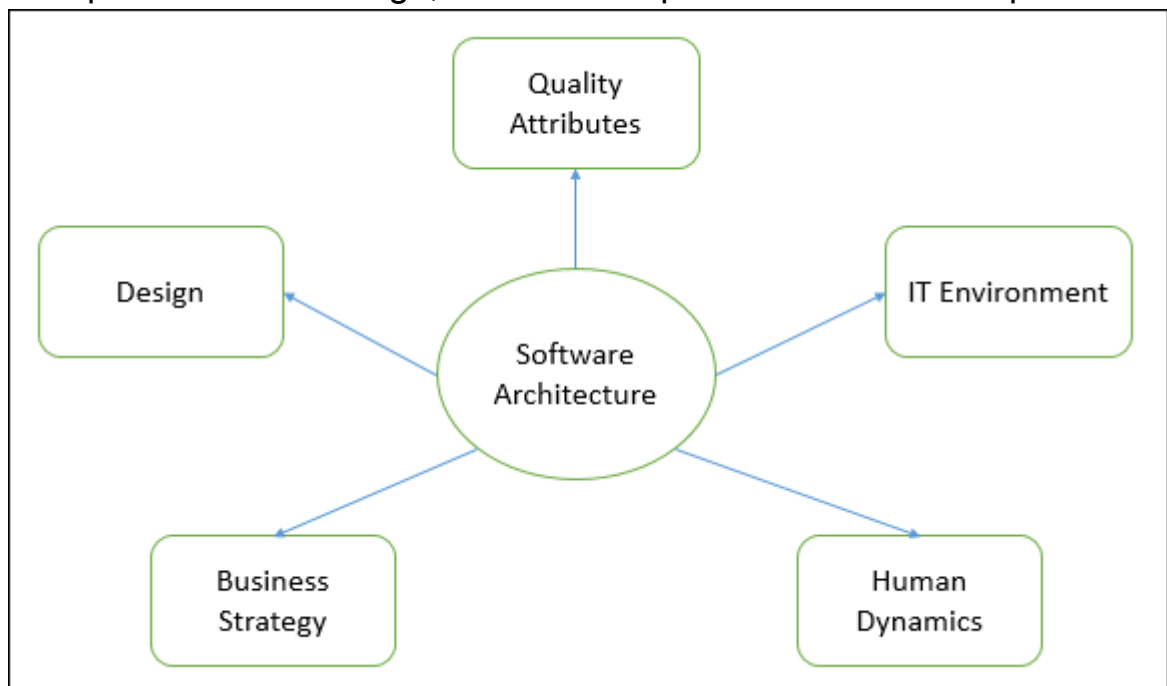 Quality
Attributes
Design
IT Environment
Software
Architecture
Business
Strategy
Human
Dynamics